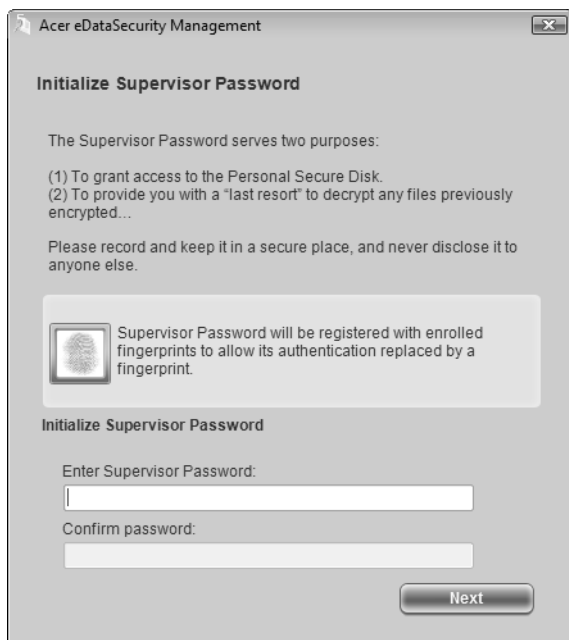 Acer eDataSecurity Management
Initialize Supervisor Password
The Supervisor Password serves two purposes:
(1) To grant access to the Personal Secure Disk.
(2) To provide you with a “last resort” to decrypt any files previously
encrypted...
Please record and keep it in a secure place, and never disclose it to
anyone else.
Supervisor Password will be registered with enrolled
fingerprints to allow its authentication replaced by a
fingerprint.
Initialize Supervisor Password
Enter Supervisor Password:
Confirm password:
Next